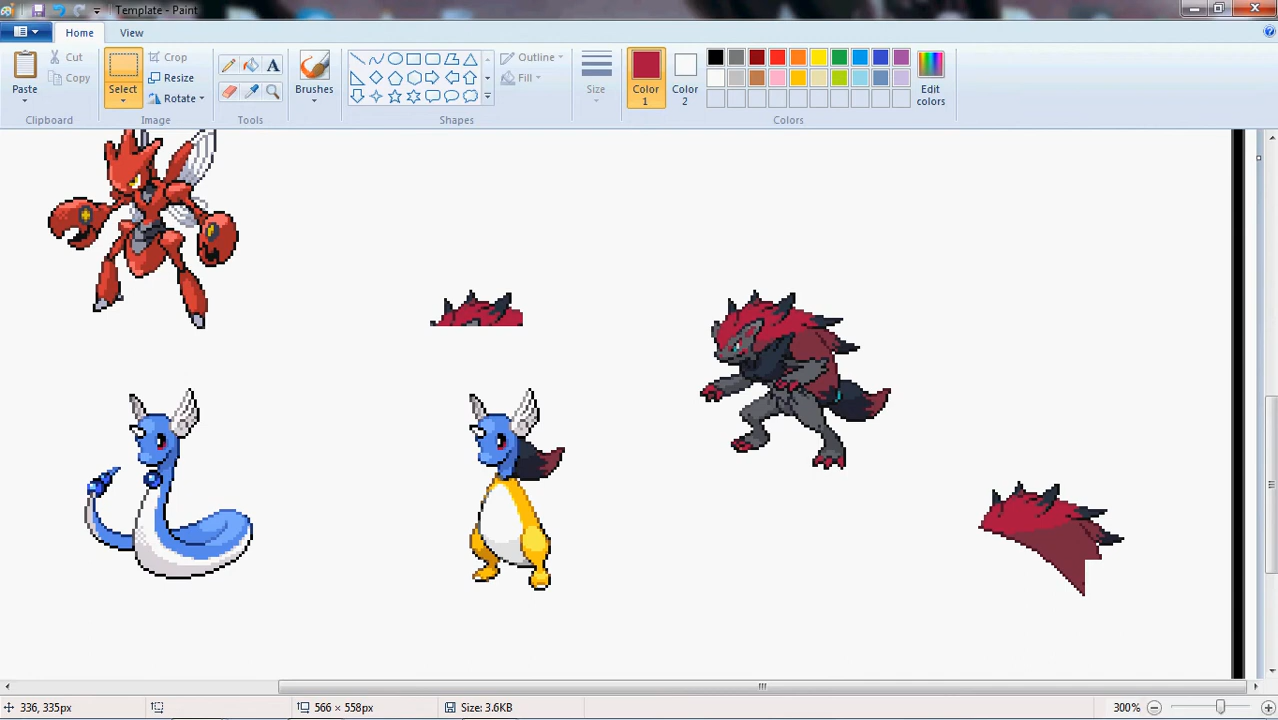 Template - Paint
Home View
Paste
Cut
Copy
Clipboard
Select
Crop
Resize
Rotate
Image
A
Tools
Brushes
Outline
Fill
Shapes
Size
Color 1
Color 2
Edit colors
Colors
336, 335px
566 × 558px
Size: 3.6KB
300%